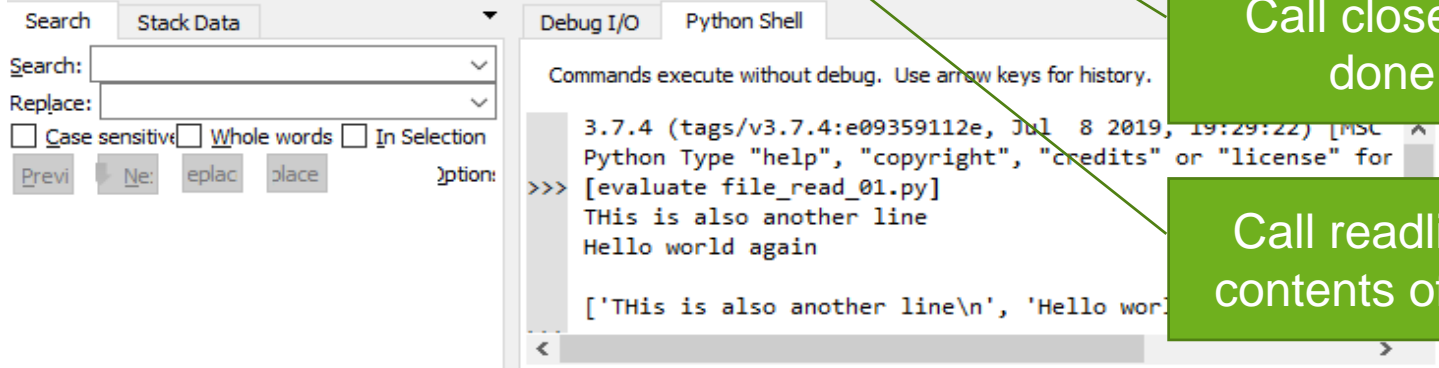 Search Stack Data
Search:
Replace:
Case sensitive Whole words In Selection
Previ Ne: eplac place Option:
Debug I/O Python Shell
Commands execute without debug. Use arrow keys for history.
3.7.4 (tags/v3.7.4:e09359112e, Jul 8 2019, 19:29:22) [MSC
Python Type "help", "copyright", "credits" or "license" for
>>> [evaluate file_read_01.py]
THis is also another line
Hello world again
['THis is also another line\n', 'Hello worl
Call close
done
Call readli
contents of